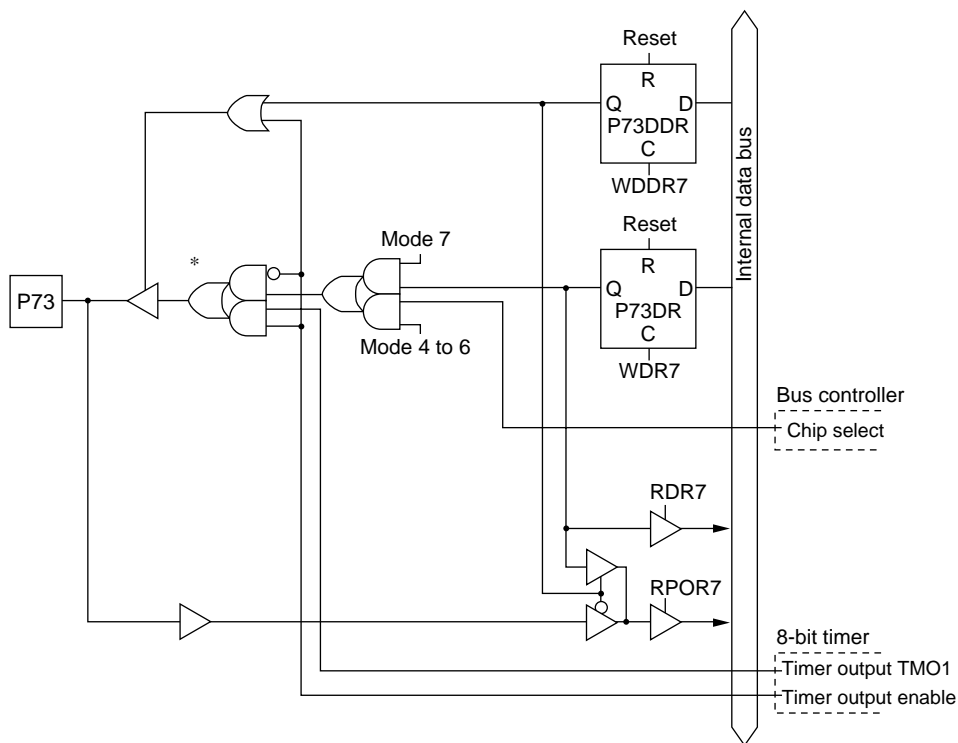 Reset
R
Q D
P73DDR
C
WDDR7
Internal data bus
Reset
R
Q D
P73DR
C
WDR7
Mode 7
*
P73
Mode 4 to 6
Bus controller
Chip select
RDR7
RPOR7
8-bit timer
Timer output TMO1
Timer output enable